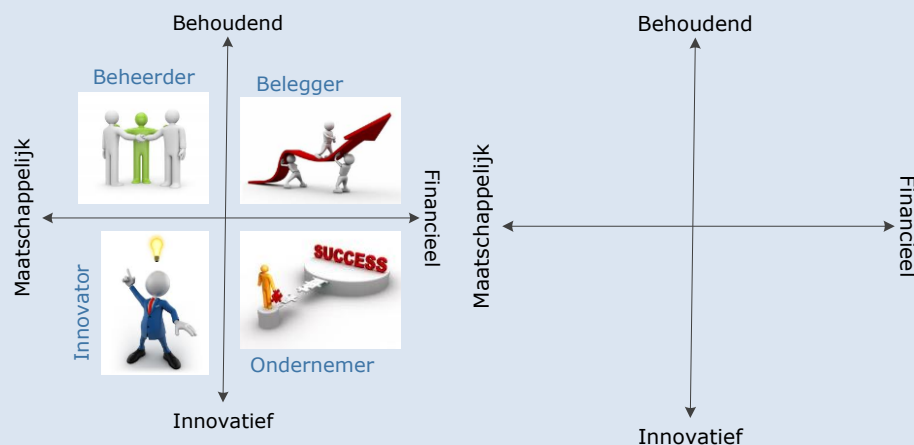 Behoudend
Beheerder
Belegger
Maatschappelijk
Financieel
Innovator
SUCCESS
Ondernemer
Innovatief
Behoudend
Maatschappelijk
Financieel
Innovatief